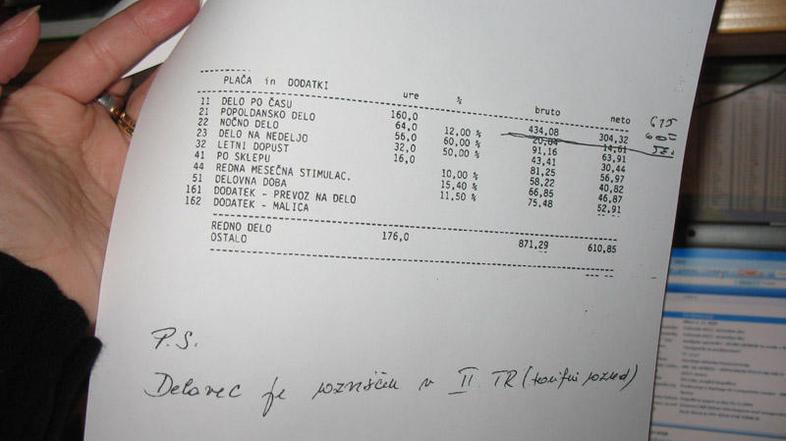 PLAČA in DODATKI ure % bruto neto
11 DELO PO ČASU 160,0 434,08 304,32
21 POPOLDANSKO DELO 64,0 12,00 % 20,84 14,61
22 NOČNO DELO 56,0 60,00 % 91,16 63,91
23 DELO NA NEDELJO 32,0 50,00 % 43,41 30,44
32 LETNI DOPUST 16,0 81,25 56,97
41 PO SKLEPU 10,00 % 58,22 40,82
44 REDNA MESEČNA STIMULAC. 15,40 % 66,85 46,87
51 DELOVNA DOBA 11,50 % 75,48 52,91
161 DODATEK - PREVOZ NA DELO
162 DODATEK - MALICA
REDNO DELO 176,0 871,29 610,85
OSTALO
P.S.
Delavec je razvrščen v II TR (tarifni razred)